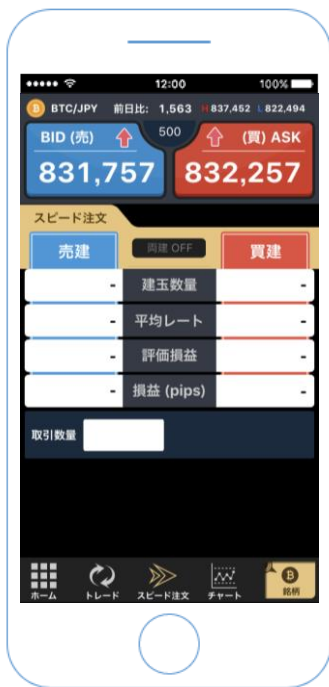 12:00 100%
BTC/JPY 前日比: 1,563 H 837,452 L 822,494
BID (売) 500 (買) ASK
831,757 832,257
スピード注文
売建 両建 OFF 買建
- 建玉数量 -
- 平均レート -
- 評価損益 -
- 損益 (pips) -
取引数量
ホーム トレード スピード注文 チャート 銘柄